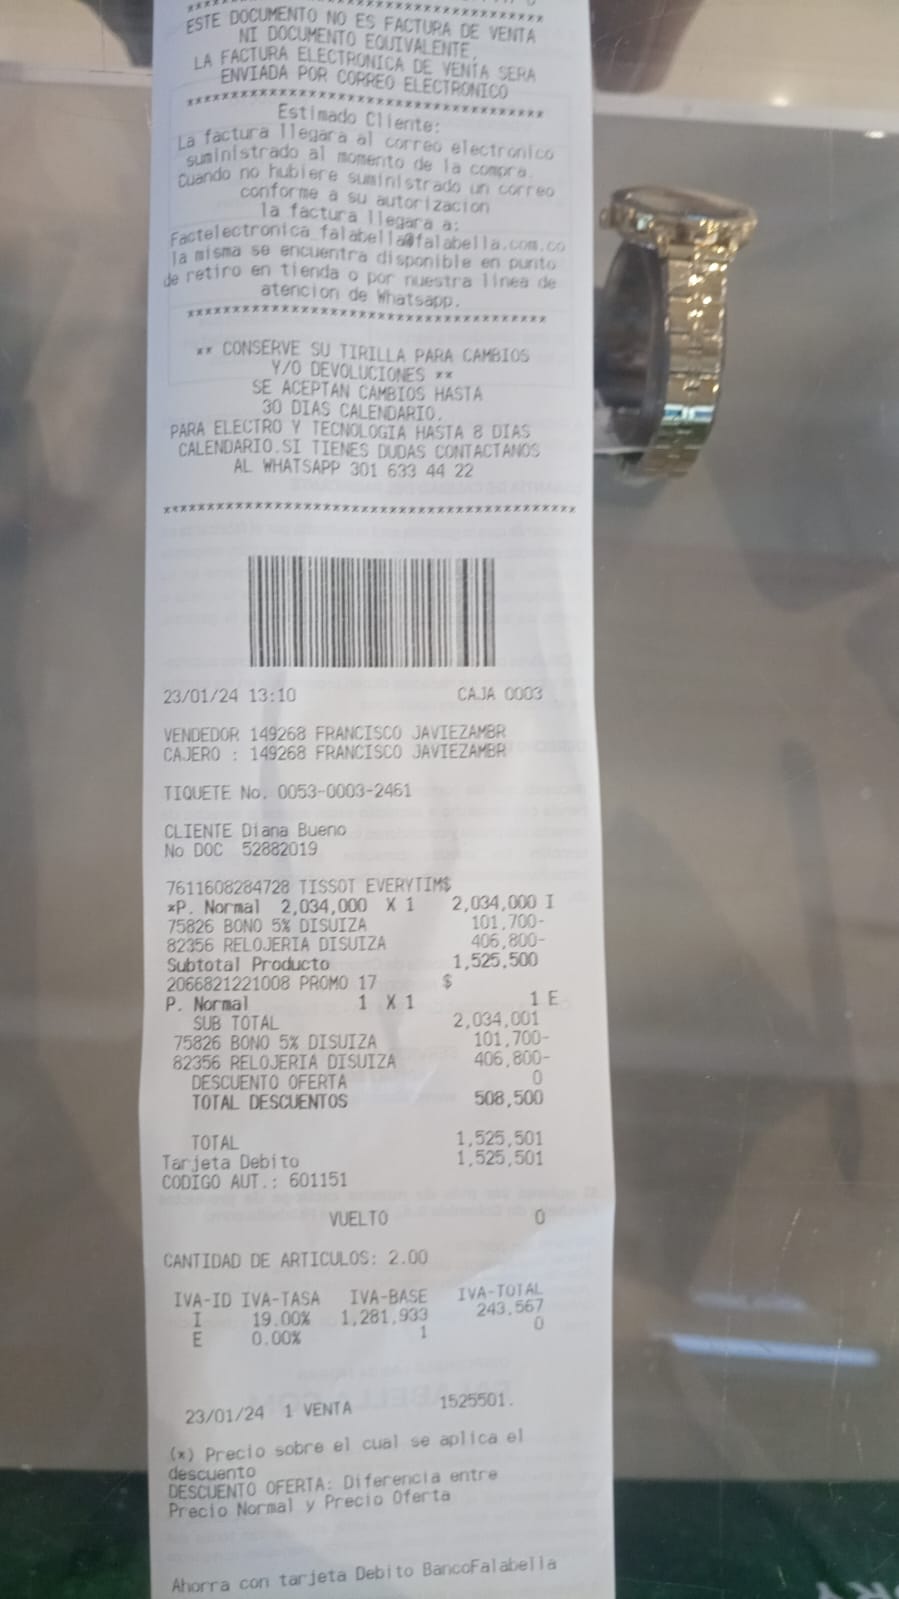 ****************************************
ESTE DOCUMENTO NO ES FACTURA DE VENTA
NI DOCUMENTO EQUIVALENTE,
LA FACTURA ELECTRONICA DE VENTA SERA
ENVIADA POR CORREO ELECTRONICO
****************************************
Estimado Cliente:
La factura llegara al correo electronico
suministrado al momento de la compra.
Cuando no hubiere suministrado un correo
conforme a su autorizacion
la factura llegara a:
Factelectronica_falabella@falabella.com.co
la misma se encuentra disponible en punto
de retiro en tienda o por nuestra linea de
atencion de Whatsapp.
****************************************
** CONSERVE SU TIRILLA PARA CAMBIOS
Y/O DEVOLUCIONES **
SE ACEPTAN CAMBIOS HASTA
30 DIAS CALENDARIO.
PARA ELECTRO Y TECNOLOGIA HASTA 8 DIAS
CALENDARIO.SI TIENES DUDAS CONTACTANOS
AL WHATSAPP 301 633 44 22
******************************************
23/01/24 13:10 CAJA 0003
VENDEDOR 149268 FRANCISCO JAVIEZAMBR
CAJERO : 149268 FRANCISCO JAVIEZAMBR
TIQUETE No. 0053-0003-2461
CLIENTE Diana Bueno
No DOC 52882019
7611608284728 TISSOT EVERYTIM$
*P. Normal 2,034,000 X 1 2,034,000 I
75826 BONO 5% DISUIZA 101,700-
82356 RELOJERIA DISUIZA 406,800-
Subtotal Producto 1,525,500
2066821221008 PROMO 17 $
P. Normal 1 X 1 1 E
SUB TOTAL 2,034,001
75826 BONO 5% DISUIZA 101,700-
82356 RELOJERIA DISUIZA 406,800-
DESCUENTO OFERTA 0
TOTAL DESCUENTOS 508,500
TOTAL 1,525,501
Tarjeta Debito 1,525,501
CODIGO AUT.: 601151
VUELTO 0
CANTIDAD DE ARTICULOS: 2.00
IVA-ID IVA-TASA IVA-BASE IVA-TOTAL
I 19.00% 1,281,933 243,567
E 0.00% 1 0
23/01/24 1 VENTA 1525501.
(*) Precio sobre el cual se aplica el
descuento
DESCUENTO OFERTA: Diferencia entre
Precio Normal y Precio Oferta
Ahorra con tarjeta Debito BancoFalabella